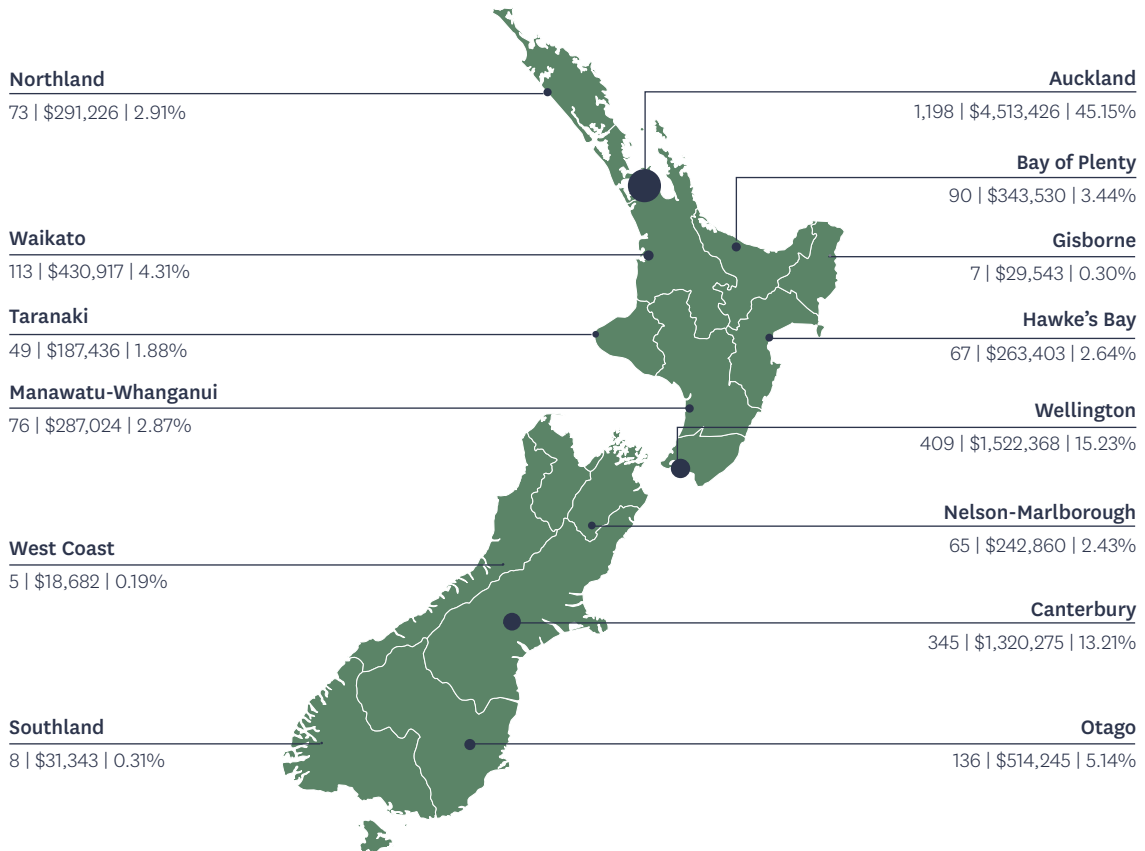 Northland
73 | $291,226 | 2.91%
Waikato
113 | $430,917 | 4.31%
Taranaki
49 | $187,436 | 1.88%
Manawatu-Whanganui
76 | $287,024 | 2.87%
West Coast
5 | $18,682 | 0.19%
Southland
8 | $31,343 | 0.31%
Auckland
1,198 | $4,513,426 | 45.15%
Bay of Plenty
90 | $343,530 | 3.44%
Gisborne
7 | $29,543 | 0.30%
Hawke’s Bay
67 | $263,403 | 2.64%
Wellington
409 | $1,522,368 | 15.23%
Nelson-Marlborough
65 | $242,860 | 2.43%
Canterbury
345 | $1,320,275 | 13.21%
Otago
136 | $514,245 | 5.14%